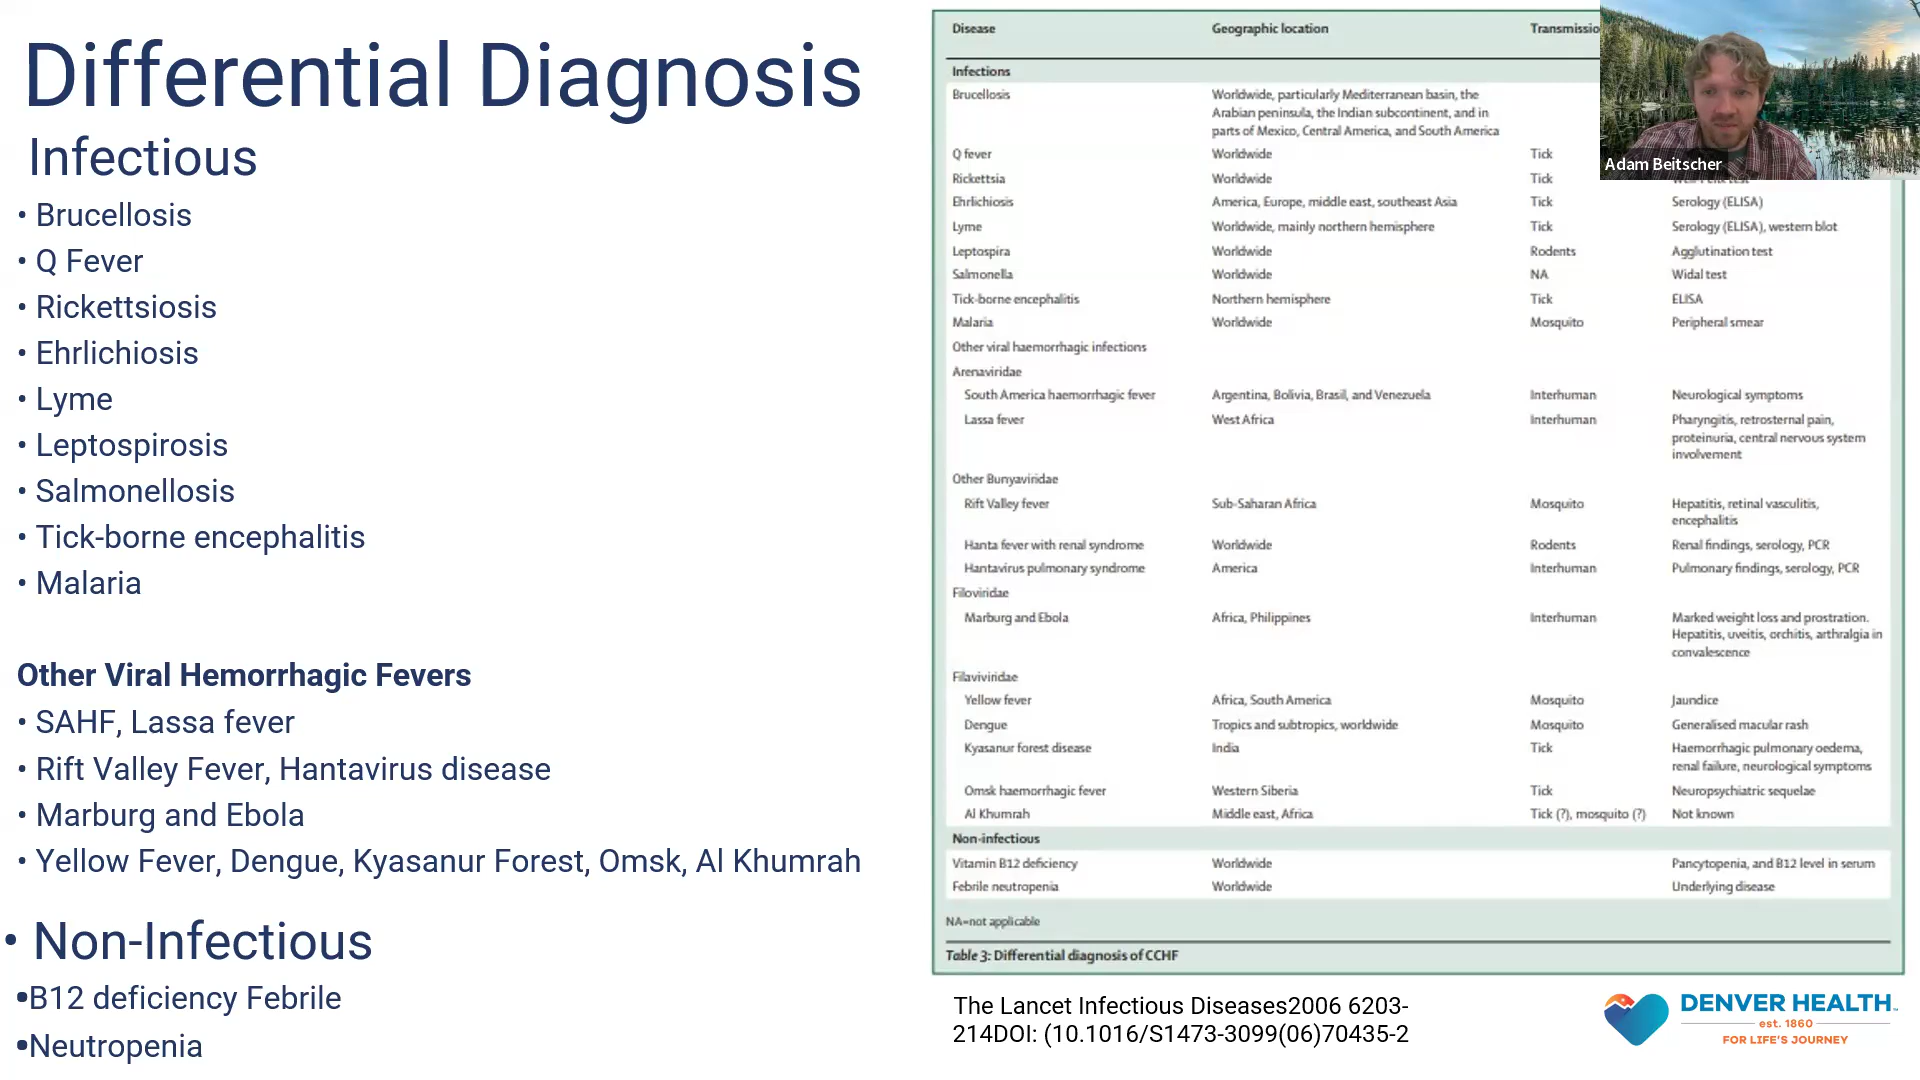 Differential Diagnosis
Infectious
• Brucellosis
• Q Fever
• Rickettsiosis
• Ehrlichiosis
• Lyme
• Leptospirosis
• Salmonellosis
• Tick-borne encephalitis
• Malaria
Other Viral Hemorrhagic Fevers
• SAHF, Lassa fever
• Rift Valley Fever, Hantavirus disease
• Marburg and Ebola
• Yellow Fever, Dengue, Kyasanur Forest, Omsk, Al Khumrah
• Non-Infectious
•B12 deficiency Febrile
•Neutropenia
Disease Geographic location
Infections
Brucellosis Worldwide, particularly Mediterranean basin, the
Arabian peninsula, the Indian subcontinent, and in
parts of Mexico, Central America, and South America
Q fever Worldwide Tick
Rickettsia Worldwide Tick
Ehrlichiosis America, Europe, middle east, southeast Asia Tick Serology (ELISA)
Lyme Worldwide, mainly northern hemisphere Tick Serology (ELISA), western blot
Leptospira Worldwide Rodents Agglutination test
Salmonella Worldwide NA Widal test
Tick-borne encephalitis Northern hemisphere Tick ELISA
Malaria Worldwide Mosquito Peripheral smear
Other viral haemorrhagic infections
Arenaviridae
South America haemorrhagic fever Argentina, Bolivia, Brasil, and Venezuela Interhuman Neurological symptoms
Lassa fever West Africa Interhuman Pharyngitis, retrosternal pain,
proteinuria, central nervous system
involvement
Other Bunyaviridae
Rift Valley fever Sub-Saharan Africa Mosquito Hepatitis, retinal vasculitis,
encephalitis
Hanta fever with renal syndrome Worldwide Rodents Renal findings, serology, PCR
Hantavirus pulmonary syndrome America Interhuman Pulmonary findings, serology, PCR
Filoviridae
Marburg and Ebola Africa, Philippines Interhuman Marked weight loss and prostration.
Hepatitis, uveitis, orchitis, arthralgia in
convalescence
Filaviviridae
Yellow fever Africa, South America Mosquito Jaundice
Dengue Tropics and subtropics, worldwide Mosquito Generalised macular rash
Kyasanur forest disease India Tick Haemorrhagic pulmonary oedema,
renal failure, neurological symptoms
Omsk haemorrhagic fever Western Siberia Tick Neuropsychiatric sequelae
Al Khumrah Middle east, Africa Tick (?), mosquito (?) Not known
Non-infectious
Vitamin B12 deficiency Worldwide Pancytopenia, and B12 level in serum
Febrile neutropenia Worldwide Underlying disease
NA=not applicable
Table 3: Differential diagnosis of CCHF
Adam Beitscher
The Lancet Infectious Diseases2006 6203-
214DOI: (10.1016/S1473-3099(06)70435-2
DENVER HEALTH™
est. 1860
FOR LIFE'S JOURNEY